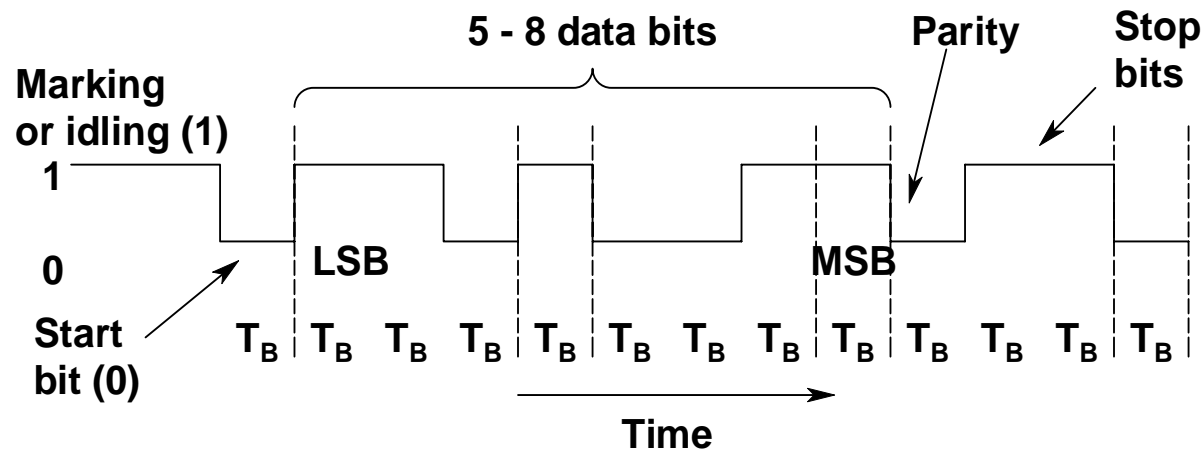 5 - 8 data bits
Parity
Stop
bits
Marking
or idling (1)
1
0
LSB
MSB
Start
bit (0)
T_B T_B T_B T_B T_B T_B T_B T_B T_B T_B T_B T_B T_B
Time